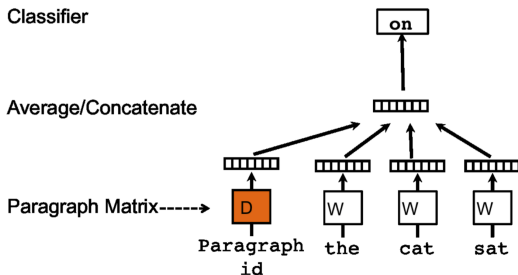 Classifier
on
Average/Concatenate
Paragraph Matrix
D
W
W
W
Paragraph
id
the
cat
sat